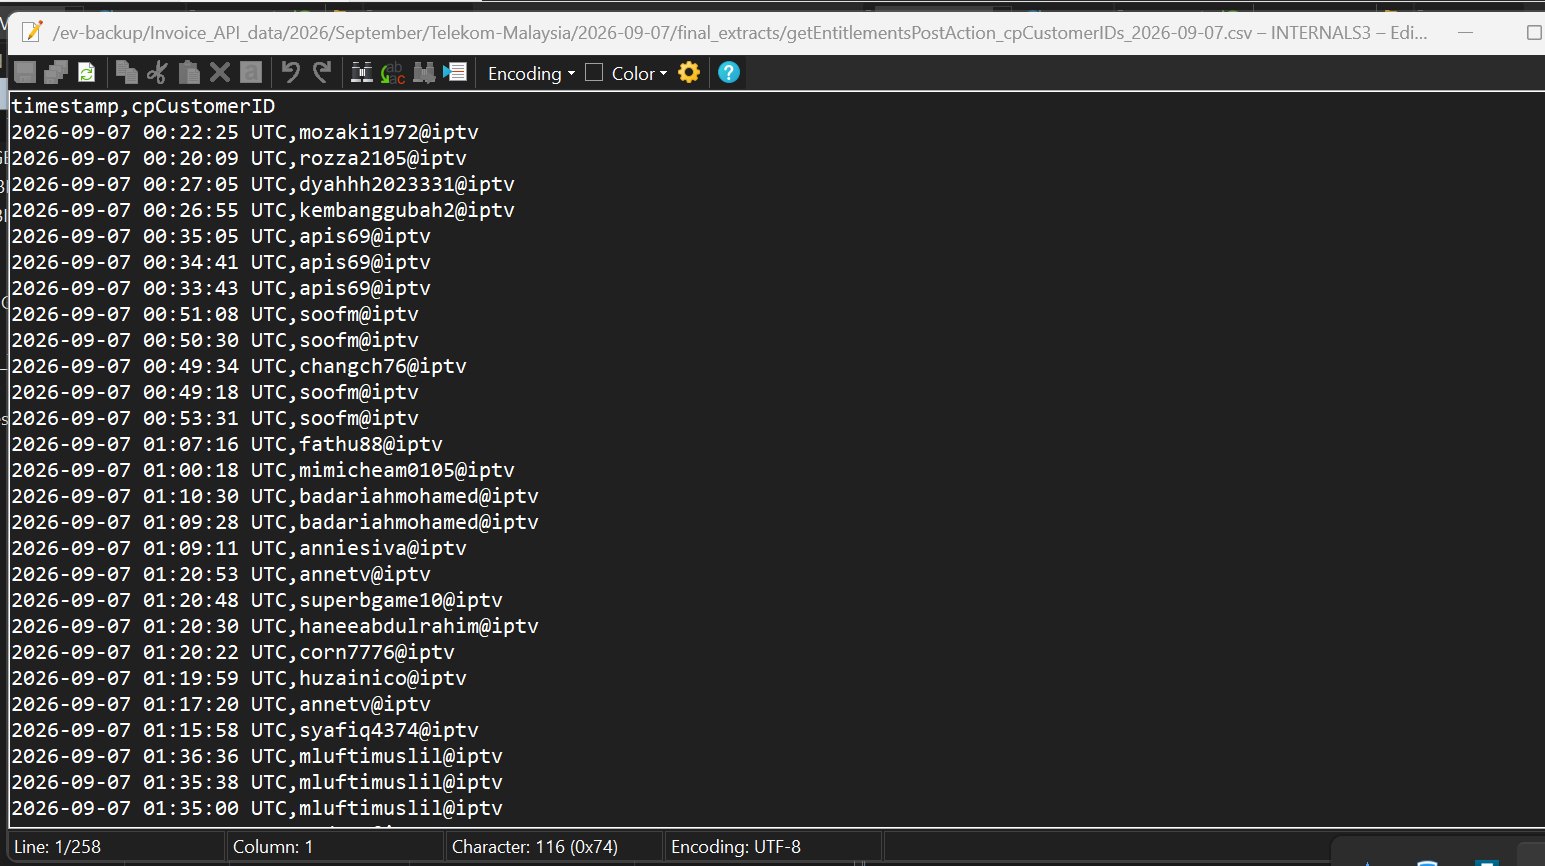 /ev-backup/Invoice_API_data/2026/September/Telekom-Malaysia/2026-09-07/final_extracts/getEntitlementsPostAction_cpCustomerIDs_2026-09-07.csv – INTERNALS3 – Edi...
Encoding Color
timestamp,cpCustomerID
2026-09-07 00:22:25 UTC,mozaki1972@iptv
2026-09-07 00:20:09 UTC,rozza2105@iptv
2026-09-07 00:27:05 UTC,dyahhh2023331@iptv
2026-09-07 00:26:55 UTC,kembanggubah2@iptv
2026-09-07 00:35:05 UTC,apis69@iptv
2026-09-07 00:34:41 UTC,apis69@iptv
2026-09-07 00:33:43 UTC,apis69@iptv
2026-09-07 00:51:08 UTC,soofm@iptv
2026-09-07 00:50:30 UTC,soofm@iptv
2026-09-07 00:49:34 UTC,changch76@iptv
2026-09-07 00:49:18 UTC,soofm@iptv
2026-09-07 00:53:31 UTC,soofm@iptv
2026-09-07 01:07:16 UTC,fathu88@iptv
2026-09-07 01:00:18 UTC,mimicheam0105@iptv
2026-09-07 01:10:30 UTC,badariahmohamed@iptv
2026-09-07 01:09:28 UTC,badariahmohamed@iptv
2026-09-07 01:09:11 UTC,anniesiva@iptv
2026-09-07 01:20:53 UTC,annetv@iptv
2026-09-07 01:20:48 UTC,superbgame10@iptv
2026-09-07 01:20:30 UTC,haneeabdulrahim@iptv
2026-09-07 01:20:22 UTC,corn7776@iptv
2026-09-07 01:19:59 UTC,huzainico@iptv
2026-09-07 01:17:20 UTC,annetv@iptv
2026-09-07 01:15:58 UTC,syafiq4374@iptv
2026-09-07 01:36:36 UTC,mluftimuslil@iptv
2026-09-07 01:35:38 UTC,mluftimuslil@iptv
2026-09-07 01:35:00 UTC,mluftimuslil@iptv
Line: 1/258 Column: 1 Character: 116 (0x74) Encoding: UTF-8